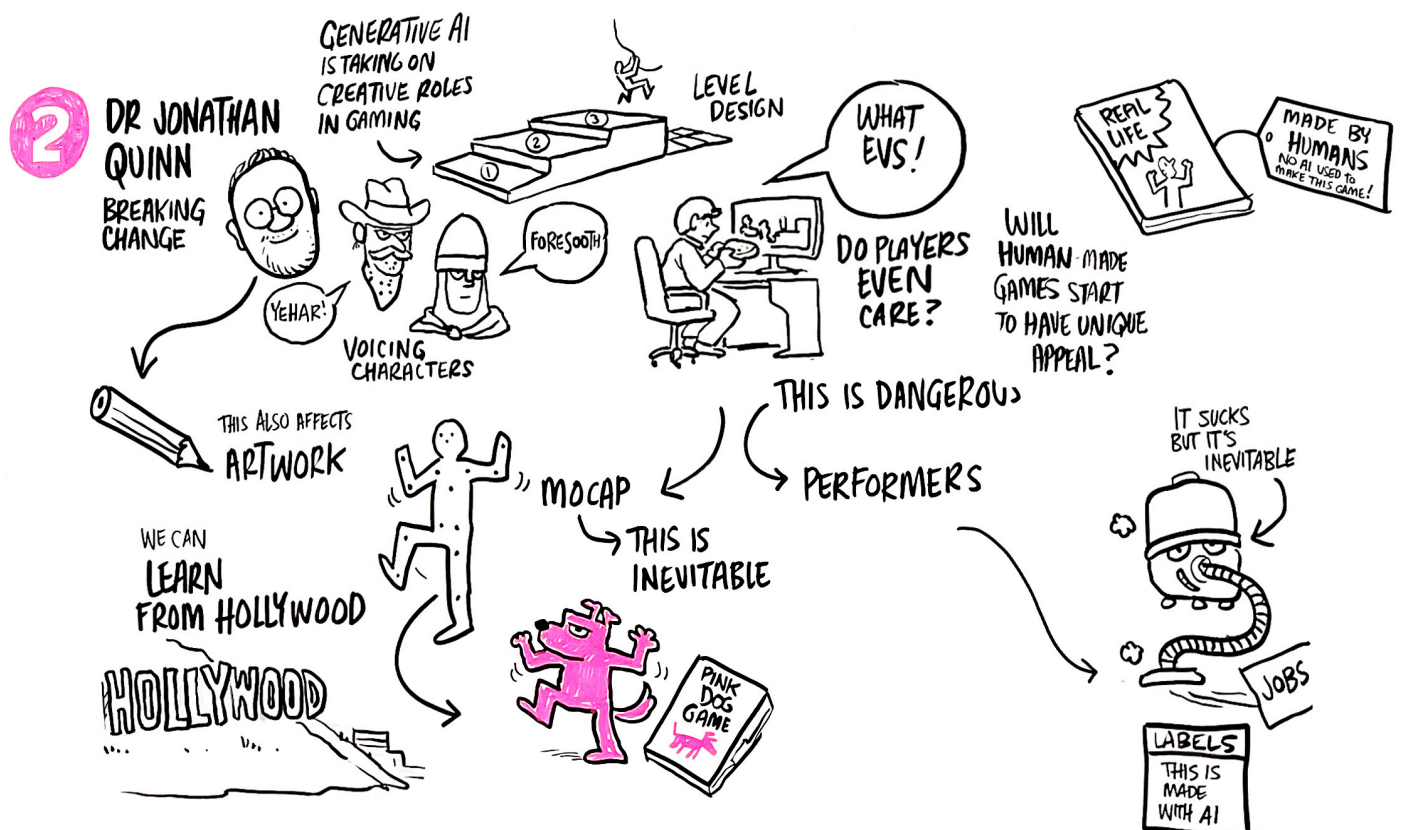 2
DR JONATHAN
QUINN
BREAKING
CHANGE
GENERATIVE AI
IS TAKING ON
CREATIVE ROLES
IN GAMING
1
2
3
LEVEL
DESIGN
YEHAR!
FORESOOTH
VOICING
CHARACTERS
WHAT
EVS!
DO PLAYERS
EVEN
CARE?
WILL
HUMAN-MADE
GAMES START
TO HAVE UNIQUE
APPEAL?
REAL
LIFE
MADE BY
HUMANS
NO AI USED TO
MAKE THIS GAME!
THIS ALSO AFFECTS
ARTWORK
WE CAN
LEARN
FROM HOLLYWOOD
HOLLYWOOD
MOCAP
THIS IS
INEVITABLE
PINK
DOG
GAME
THIS IS DANGEROUS
PERFORMERS
IT SUCKS
BUT IT'S
INEVITABLE
JOBS
LABELS
THIS IS
MADE
WITH AI